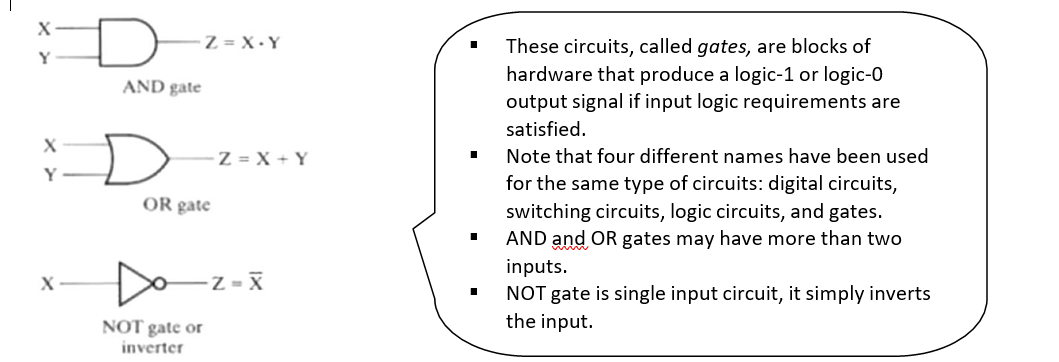 X
Y
Z = X · Y
AND gate
X
Y
Z = X + Y
OR gate
X
Z = X̅
NOT gate or
inverter
▪ These circuits, called gates, are blocks of
hardware that produce a logic-1 or logic-0
output signal if input logic requirements are
satisfied.
▪ Note that four different names have been used
for the same type of circuits: digital circuits,
switching circuits, logic circuits, and gates.
▪ AND and OR gates may have more than two
inputs.
▪ NOT gate is single input circuit, it simply inverts
the input.